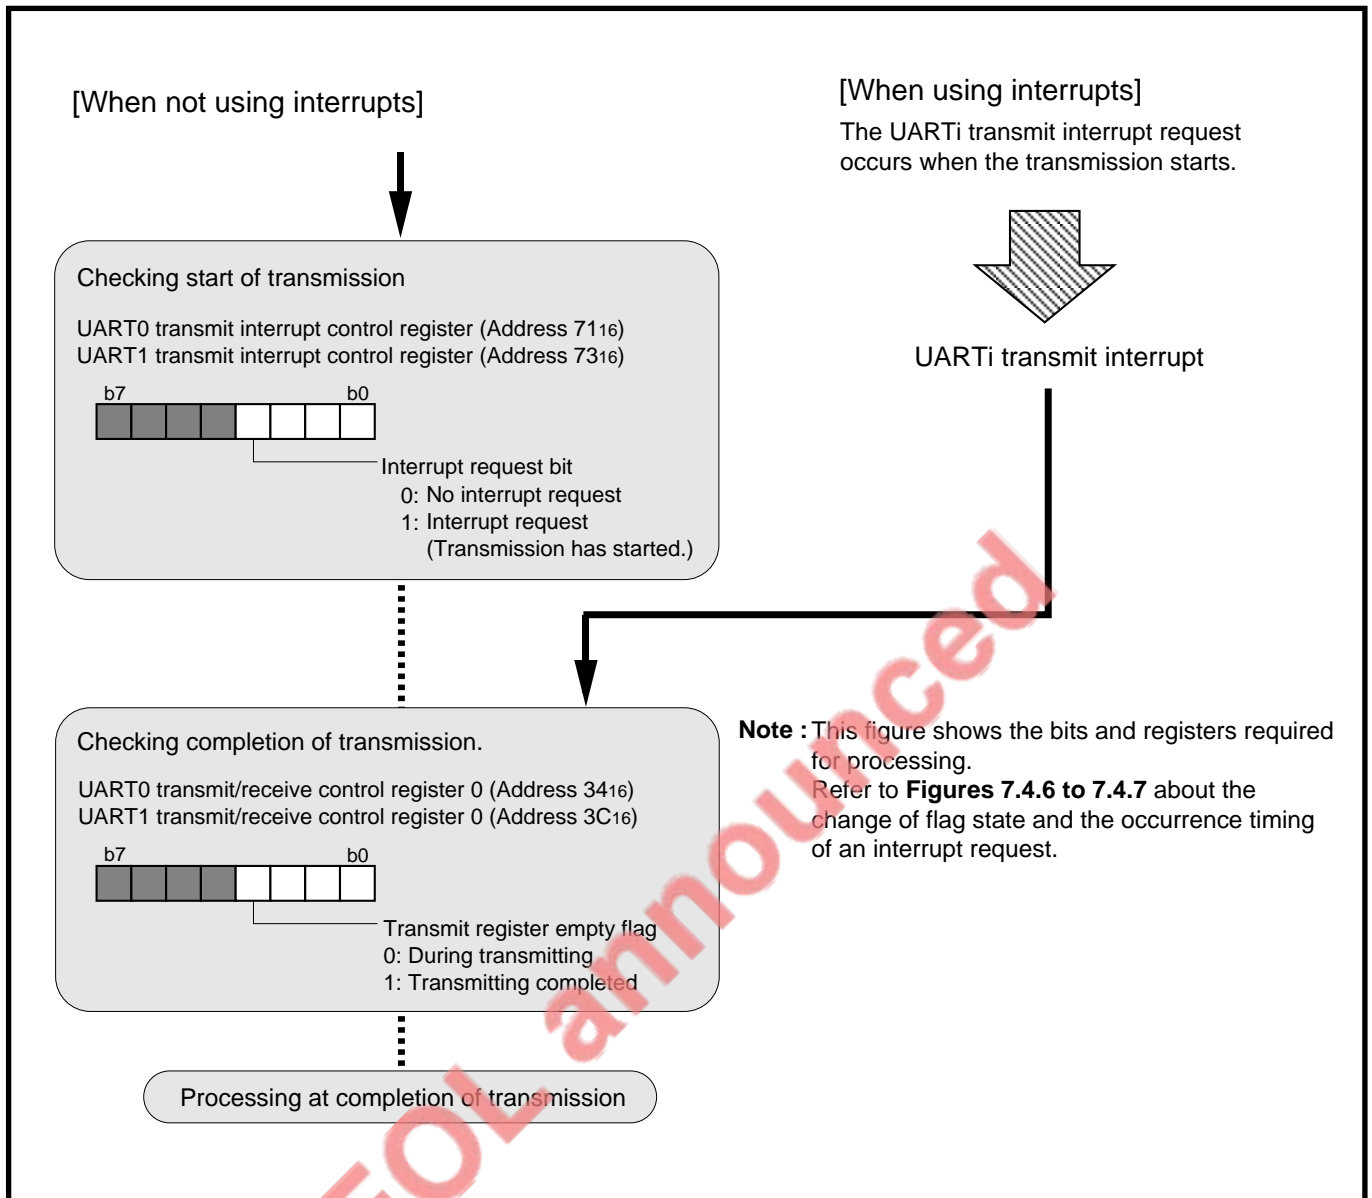 [When not using interrupts]
[When using interrupts]
The UARTi transmit interrupt request
occurs when the transmission starts.
Checking start of transmission
UART0 transmit interrupt control register (Address 7116)
UART1 transmit interrupt control register (Address 7316)
b7 b0
Interrupt request bit
0: No interrupt request
1: Interrupt request
(Transmission has started.)
UARTi transmit interrupt
Checking completion of transmission.
UART0 transmit/receive control register 0 (Address 3416)
UART1 transmit/receive control register 0 (Address 3C16)
b7 b0
Transmit register empty flag
0: During transmitting
1: Transmitting completed
Note : This figure shows the bits and registers required
for processing.
Refer to Figures 7.4.6 to 7.4.7 about the
change of flag state and the occurrence timing
of an interrupt request.
Processing at completion of transmission
EOL announced